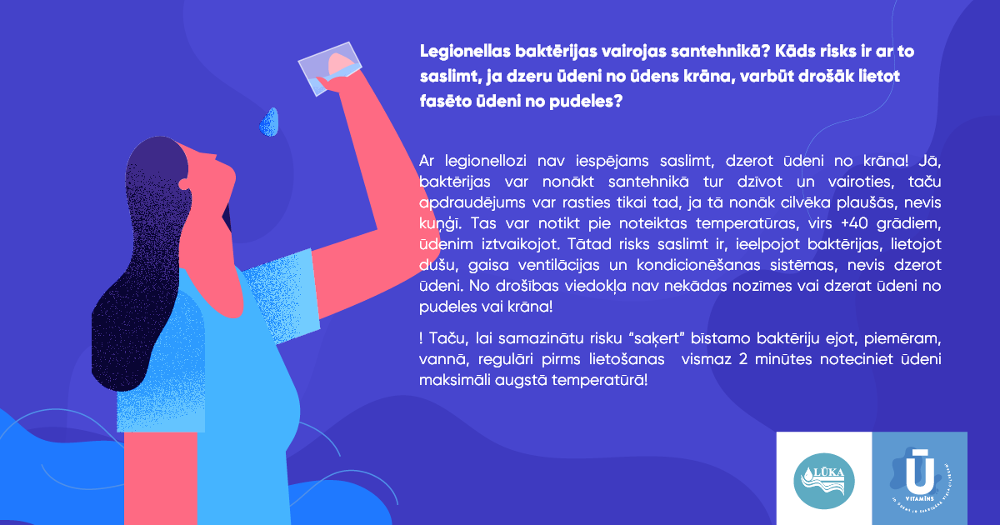 Legionellas baktērijas vairojas santehnikā? Kāds risks ir ar to
saslimt, ja dzeru ūdeni no ūdens krāna, varbūt drošāk lietot
fasēto ūdeni no pudeles?
Ar legionellozi nav iespējams saslimt, dzerot ūdeni no krāna! Jā,
baktērijas var nonākt santehnikā tur dzīvot un vairoties, taču
apdraudējums var rasties tikai tad, ja tā nonāk cilvēka plaušās, nevis
kuņģī. Tas var notikt pie noteiktas temperatūras, virs +40 grādiem,
ūdenim iztvaikojot. Tātad risks saslimt ir, ieelpojot baktērijas, lietojot
dušu, gaisa ventilācijas un kondicionēšanas sistēmas, nevis dzerot
ūdeni. No drošības viedokļa nav nekādas nozīmes vai dzerat ūdeni no
pudeles vai krāna!
! Taču, lai samazinātu risku “saķert” bīstamo baktēriju ejot, piemēram,
vannā, regulāri pirms lietošanas vismaz 2 minūtes noteciniet ūdeni
maksimāli augstā temperatūrā!
LŪKA
Ū
VITAMĪNS